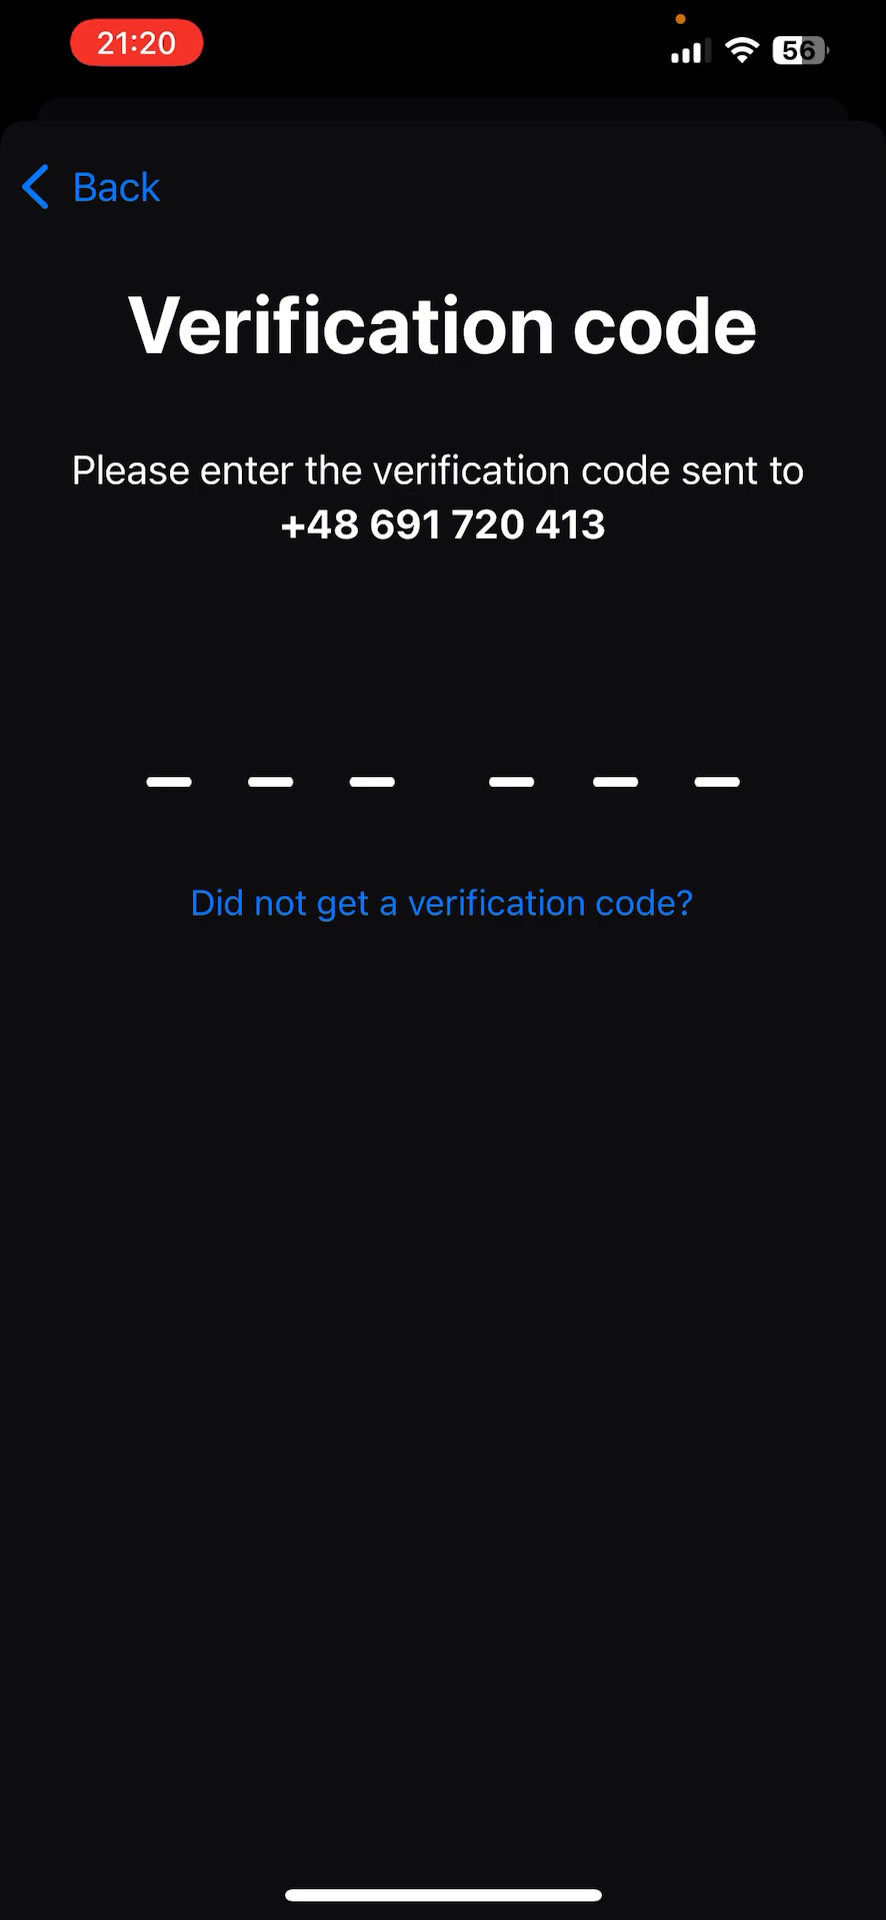 21:20
56
Back
Verification code
Please enter the verification code sent to
+48 691 720 413
Did not get a verification code?